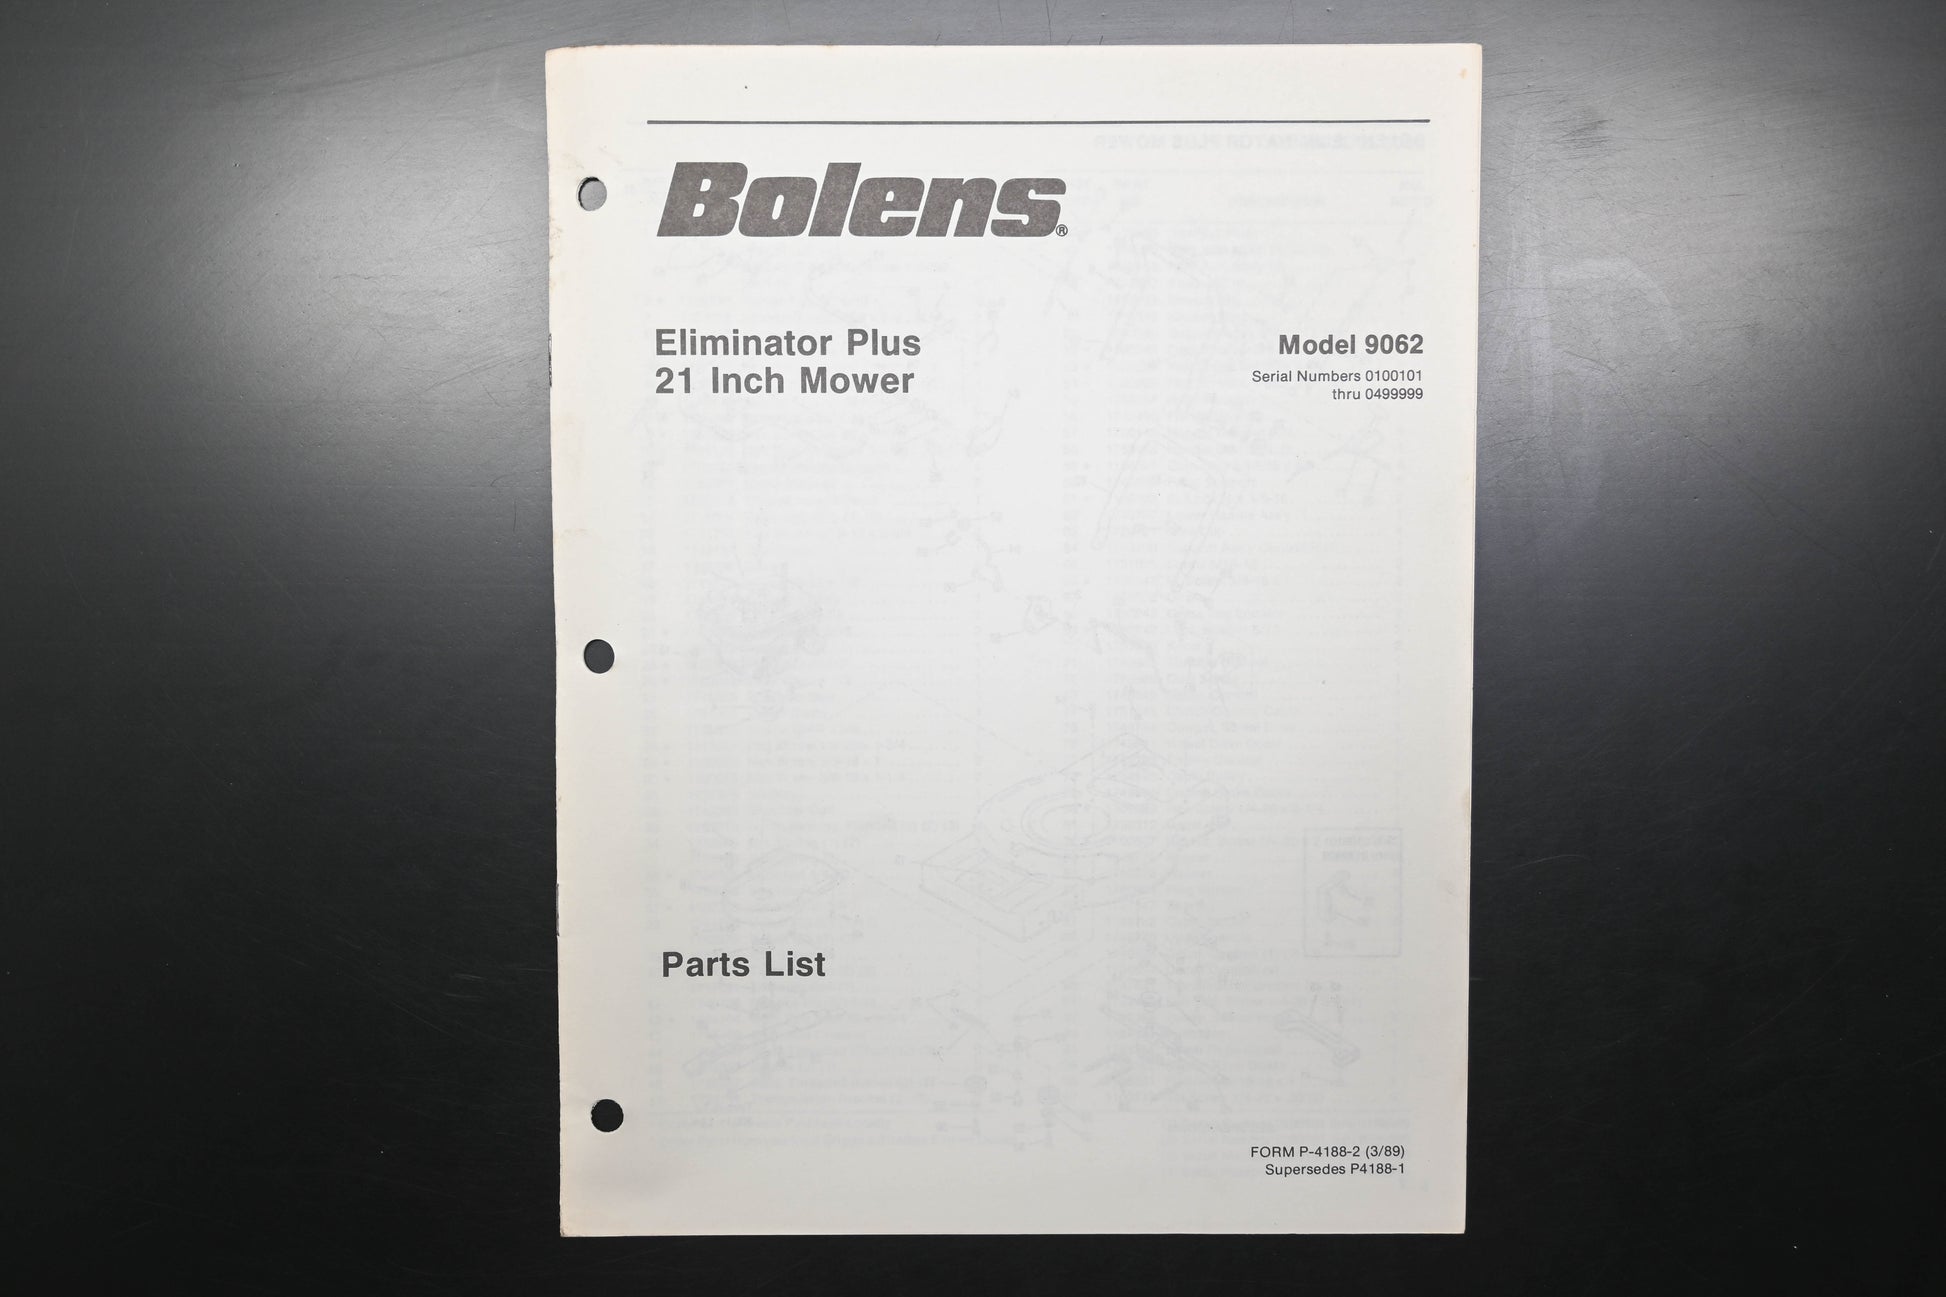 Bolens®
Eliminator Plus
21 Inch Mower
Model 9062
Serial Numbers 0100101
thru 0499999
Parts List
FORM P-4188-2 (3/89)
Supersedes P4188-1